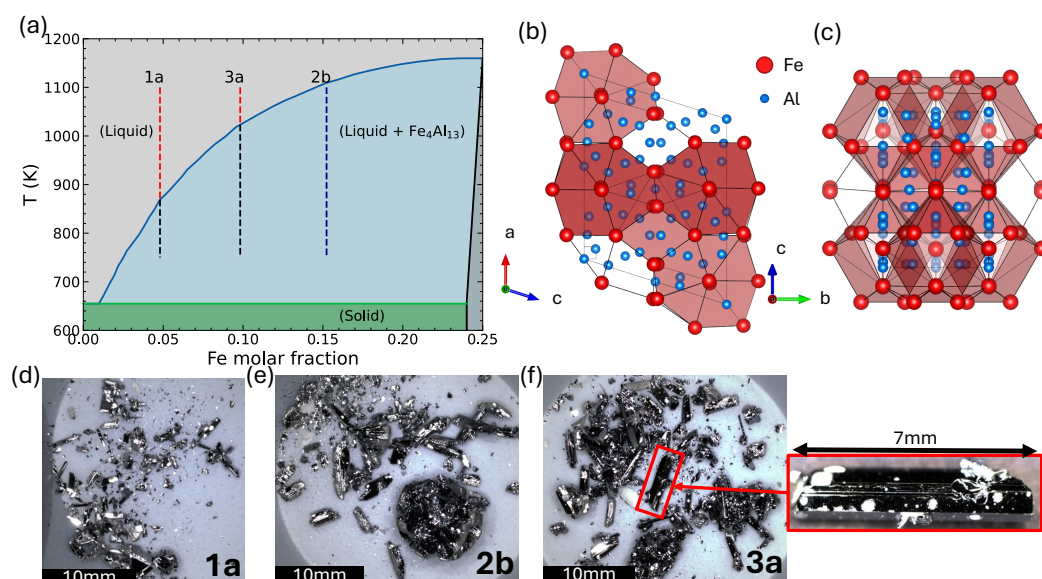 (a)
1200
1100
1000
900
800
700
600
T (K)
0.00
0.05
0.10
0.15
0.20
0.25
Fe molar fraction
1a
3a
2b
(Liquid)
(Liquid + Fe₄Al₁₃)
(Solid)
(b)
Fe
Al
a
c
(c)
c
b
(d)
10mm
1a
(e)
10mm
2b
(f)
10mm
3a
7mm